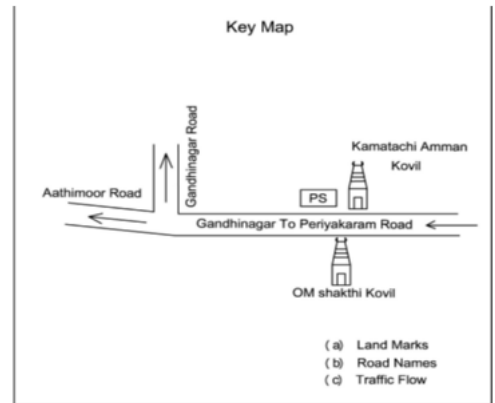 Key Map
Gandhinagar Road
Kamatachi Amman
Kovil
Aathimoor Road
PS
Gandhinagar To Periyakaram Road
OM shakthi Kovil
(a) Land Marks
(b) Road Names
(c) Traffic Flow